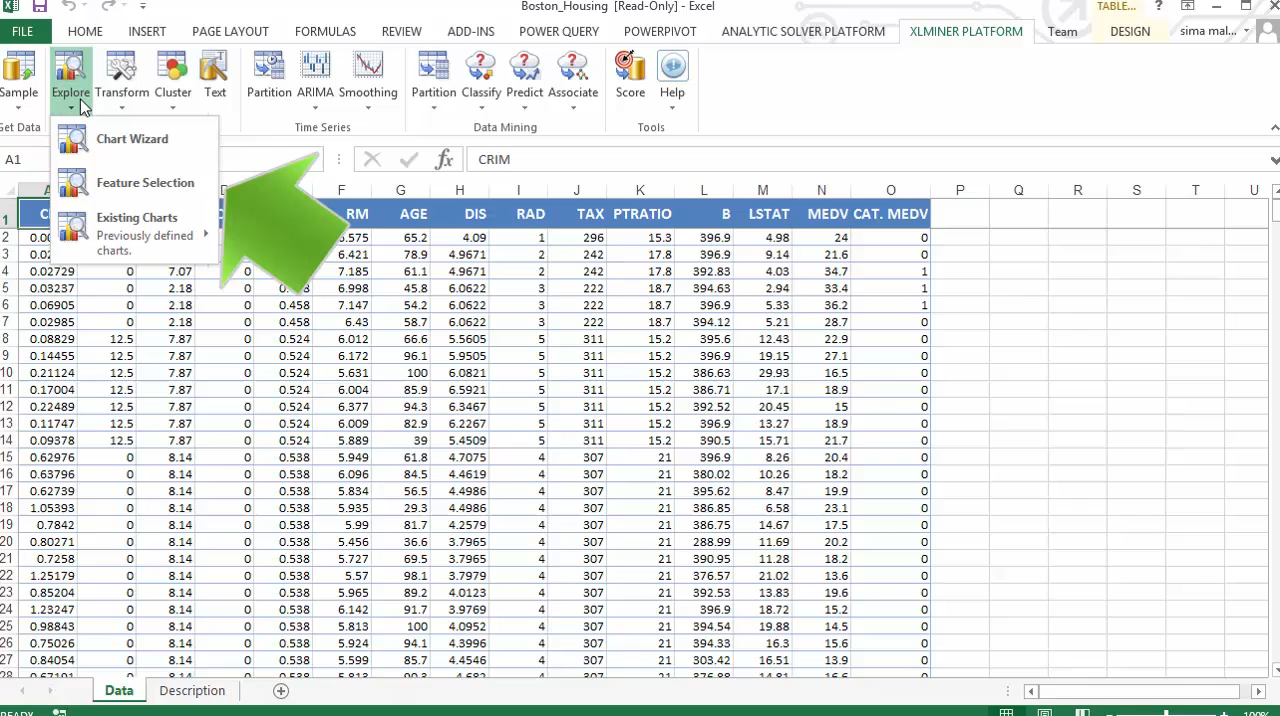 Boston_Housing [Read-Only] - Excel
TABLE... ?
FILE HOME INSERT PAGE LAYOUT FORMULAS REVIEW ADD-INS POWER QUERY POWERPIVOT ANALYTIC SOLVER PLATFORM XLMINER PLATFORM Team DESIGN sima mal...
Sample Explore Transform Cluster Text Partition ARIMA Smoothing Partition Classify Predict Associate Score Help
Get Data Time Series Data Mining Tools
Chart Wizard
Feature Selection
Existing Charts
Previously defined
charts.
A1 fx CRIM
F G H I J K L M N O P Q R S T U
1 RM AGE DIS RAD TAX PTRATIO B LSTAT MEDV CAT. MEDV
2 65.2 4.09 1 296 15.3 396.9 4.98 24 0
3 6.421 78.9 4.9671 2 242 17.8 396.9 9.14 21.6 0
4 0.02729 0 7.07 7.185 61.1 4.9671 2 242 17.8 392.83 4.03 34.7 1
5 0.03237 0 2.18 6.998 45.8 6.0622 3 222 18.7 394.63 2.94 33.4 1
6 0.06905 0 2.18 0 0.458 7.147 54.2 6.0622 3 222 18.7 396.9 5.33 36.2 1
7 0.02985 0 2.18 0 0.458 6.43 58.7 6.0622 3 222 18.7 394.12 5.21 28.7 0
8 0.08829 12.5 7.87 0 0.524 6.012 66.6 5.5605 5 311 15.2 395.6 12.43 22.9 0
9 0.14455 12.5 7.87 0 0.524 6.172 96.1 5.9505 5 311 15.2 396.9 19.15 27.1 0
10 0.21124 12.5 7.87 0 0.524 5.631 100 6.0821 5 311 15.2 386.63 29.93 16.5 0
11 0.17004 12.5 7.87 0 0.524 6.004 85.9 6.5921 5 311 15.2 386.71 17.1 18.9 0
12 0.22489 12.5 7.87 0 0.524 6.377 94.3 6.3467 5 311 15.2 392.52 20.45 15 0
13 0.11747 12.5 7.87 0 0.524 6.009 82.9 6.2267 5 311 15.2 396.9 13.27 18.9 0
14 0.09378 12.5 7.87 0 0.524 5.889 39 5.4509 5 311 15.2 390.5 15.71 21.7 0
15 0.62976 0 8.14 0 0.538 5.949 61.8 4.7075 4 307 21 396.9 8.26 20.4 0
16 0.63796 0 8.14 0 0.538 6.096 84.5 4.4619 4 307 21 380.02 10.26 18.2 0
17 0.62739 0 8.14 0 0.538 5.834 56.5 4.4986 4 307 21 395.62 8.47 19.9 0
18 1.05393 0 8.14 0 0.538 5.935 29.3 4.4986 4 307 21 386.85 6.58 23.1 0
19 0.7842 0 8.14 0 0.538 5.99 81.7 4.2579 4 307 21 386.75 14.67 17.5 0
20 0.80271 0 8.14 0 0.538 5.456 36.6 3.7965 4 307 21 288.99 11.69 20.2 0
21 0.7258 0 8.14 0 0.538 5.727 69.5 3.7965 4 307 21 390.95 11.28 18.2 0
22 1.25179 0 8.14 0 0.538 5.57 98.1 3.7979 4 307 21 376.57 21.02 13.6 0
23 0.85204 0 8.14 0 0.538 5.965 89.2 4.0123 4 307 21 392.53 13.83 19.6 0
24 1.23247 0 8.14 0 0.538 6.142 91.7 3.9769 4 307 21 396.9 18.72 15.2 0
25 0.98843 0 8.14 0 0.538 5.813 100 4.0952 4 307 21 394.54 19.88 14.5 0
26 0.75026 0 8.14 0 0.538 5.924 94.1 4.3996 4 307 21 394.33 16.3 15.6 0
27 0.84054 0 8.14 0 0.538 5.599 85.7 4.4546 4 307 21 303.42 16.51 13.9 0
Data Description
READY 100%